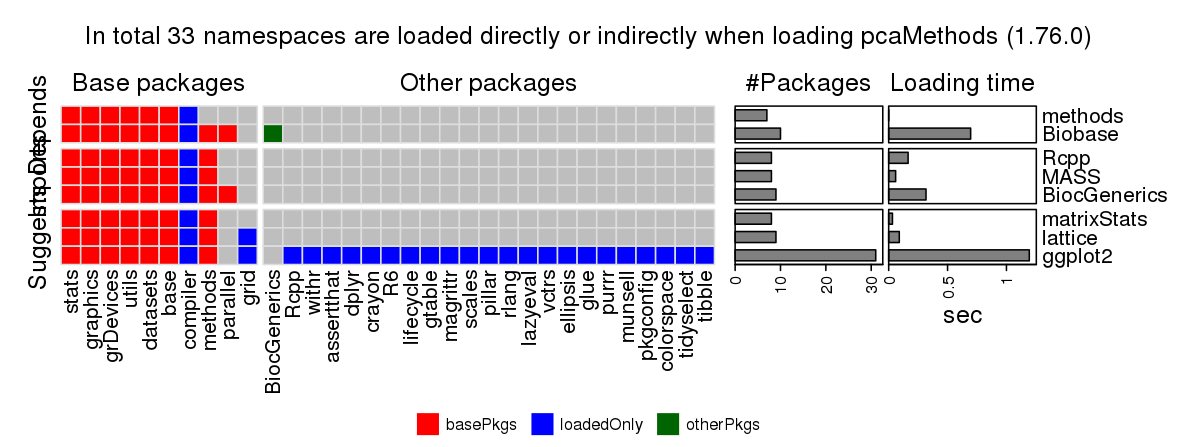 In total 33 namespaces are loaded directly or indirectly when loading pcaMethods (1.76.0)
Base packages
Other packages
#Packages
Loading time
Depends
Imports
Suggests
methods
Biobase
Rcpp
MASS
BiocGenerics
matrixStats
lattice
ggplot2
stats
graphics
grDevices
utils
datasets
base
compiler
methods
parallel
grid
BiocGenerics
Rcpp
withr
assertthat
dplyr
crayon
R6
lifecycle
gtable
magrittr
scales
pillar
rlang
lazyeval
vctrs
ellipsis
glue
purrr
munsell
pkgconfig
colorspace
tidyselect
tibble
0
10
20
30
0
0.5
1
sec
basePkgs
loadedOnly
otherPkgs